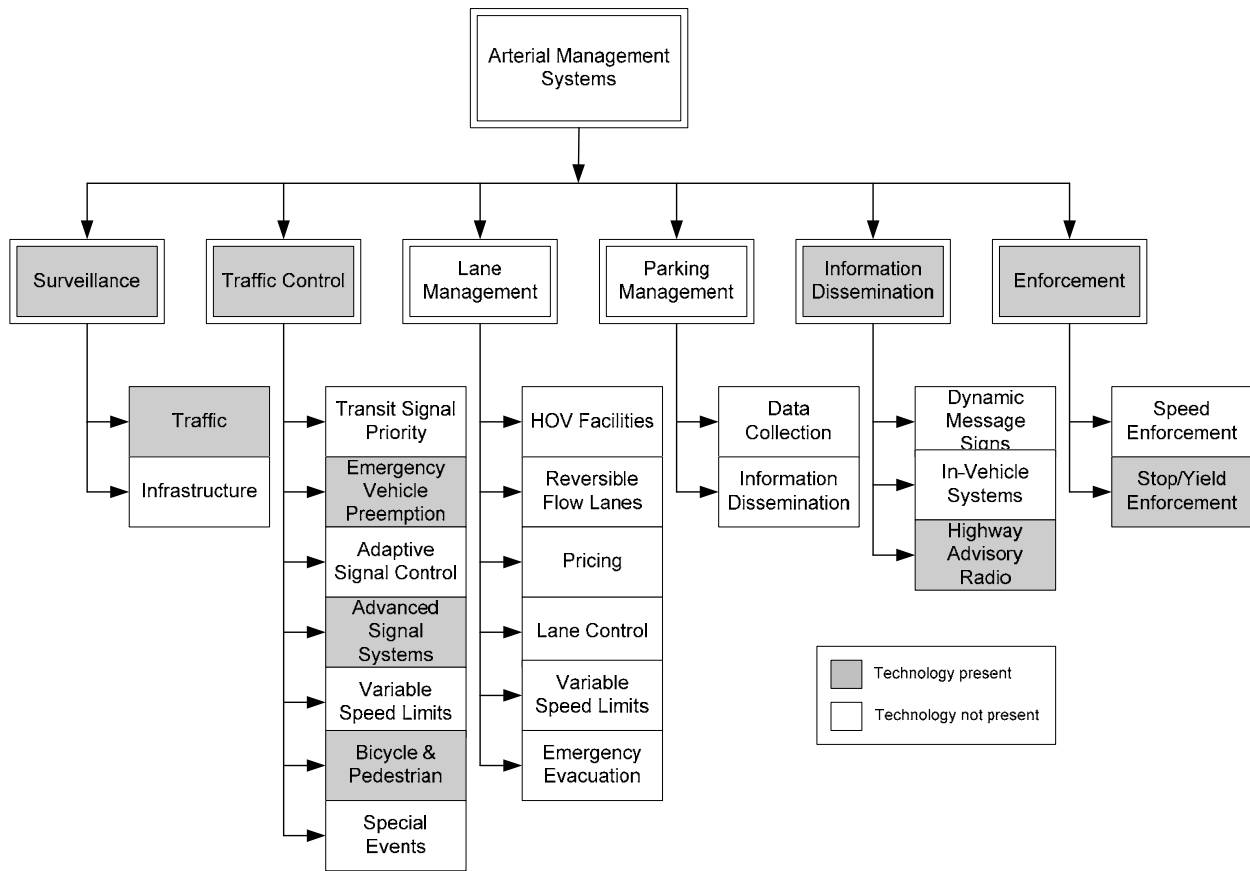 Arterial Management
Systems
Surveillance
Traffic Control
Lane
Management
Parking
Management
Information
Dissemination
Enforcement
Traffic
Infrastructure
Transit Signal
Priority
Emergency
Vehicle
Preemption
Adaptive
Signal Control
Advanced
Signal
Systems
Variable
Speed Limits
Bicycle &
Pedestrian
Special
Events
HOV Facilities
Reversible
Flow Lanes
Pricing
Lane Control
Variable
Speed Limits
Emergency
Evacuation
Data
Collection
Information
Dissemination
Dynamic
Message
Signs
In-Vehicle
Systems
Highway
Advisory
Radio
Speed
Enforcement
Stop/Yield
Enforcement
Technology present
Technology not present